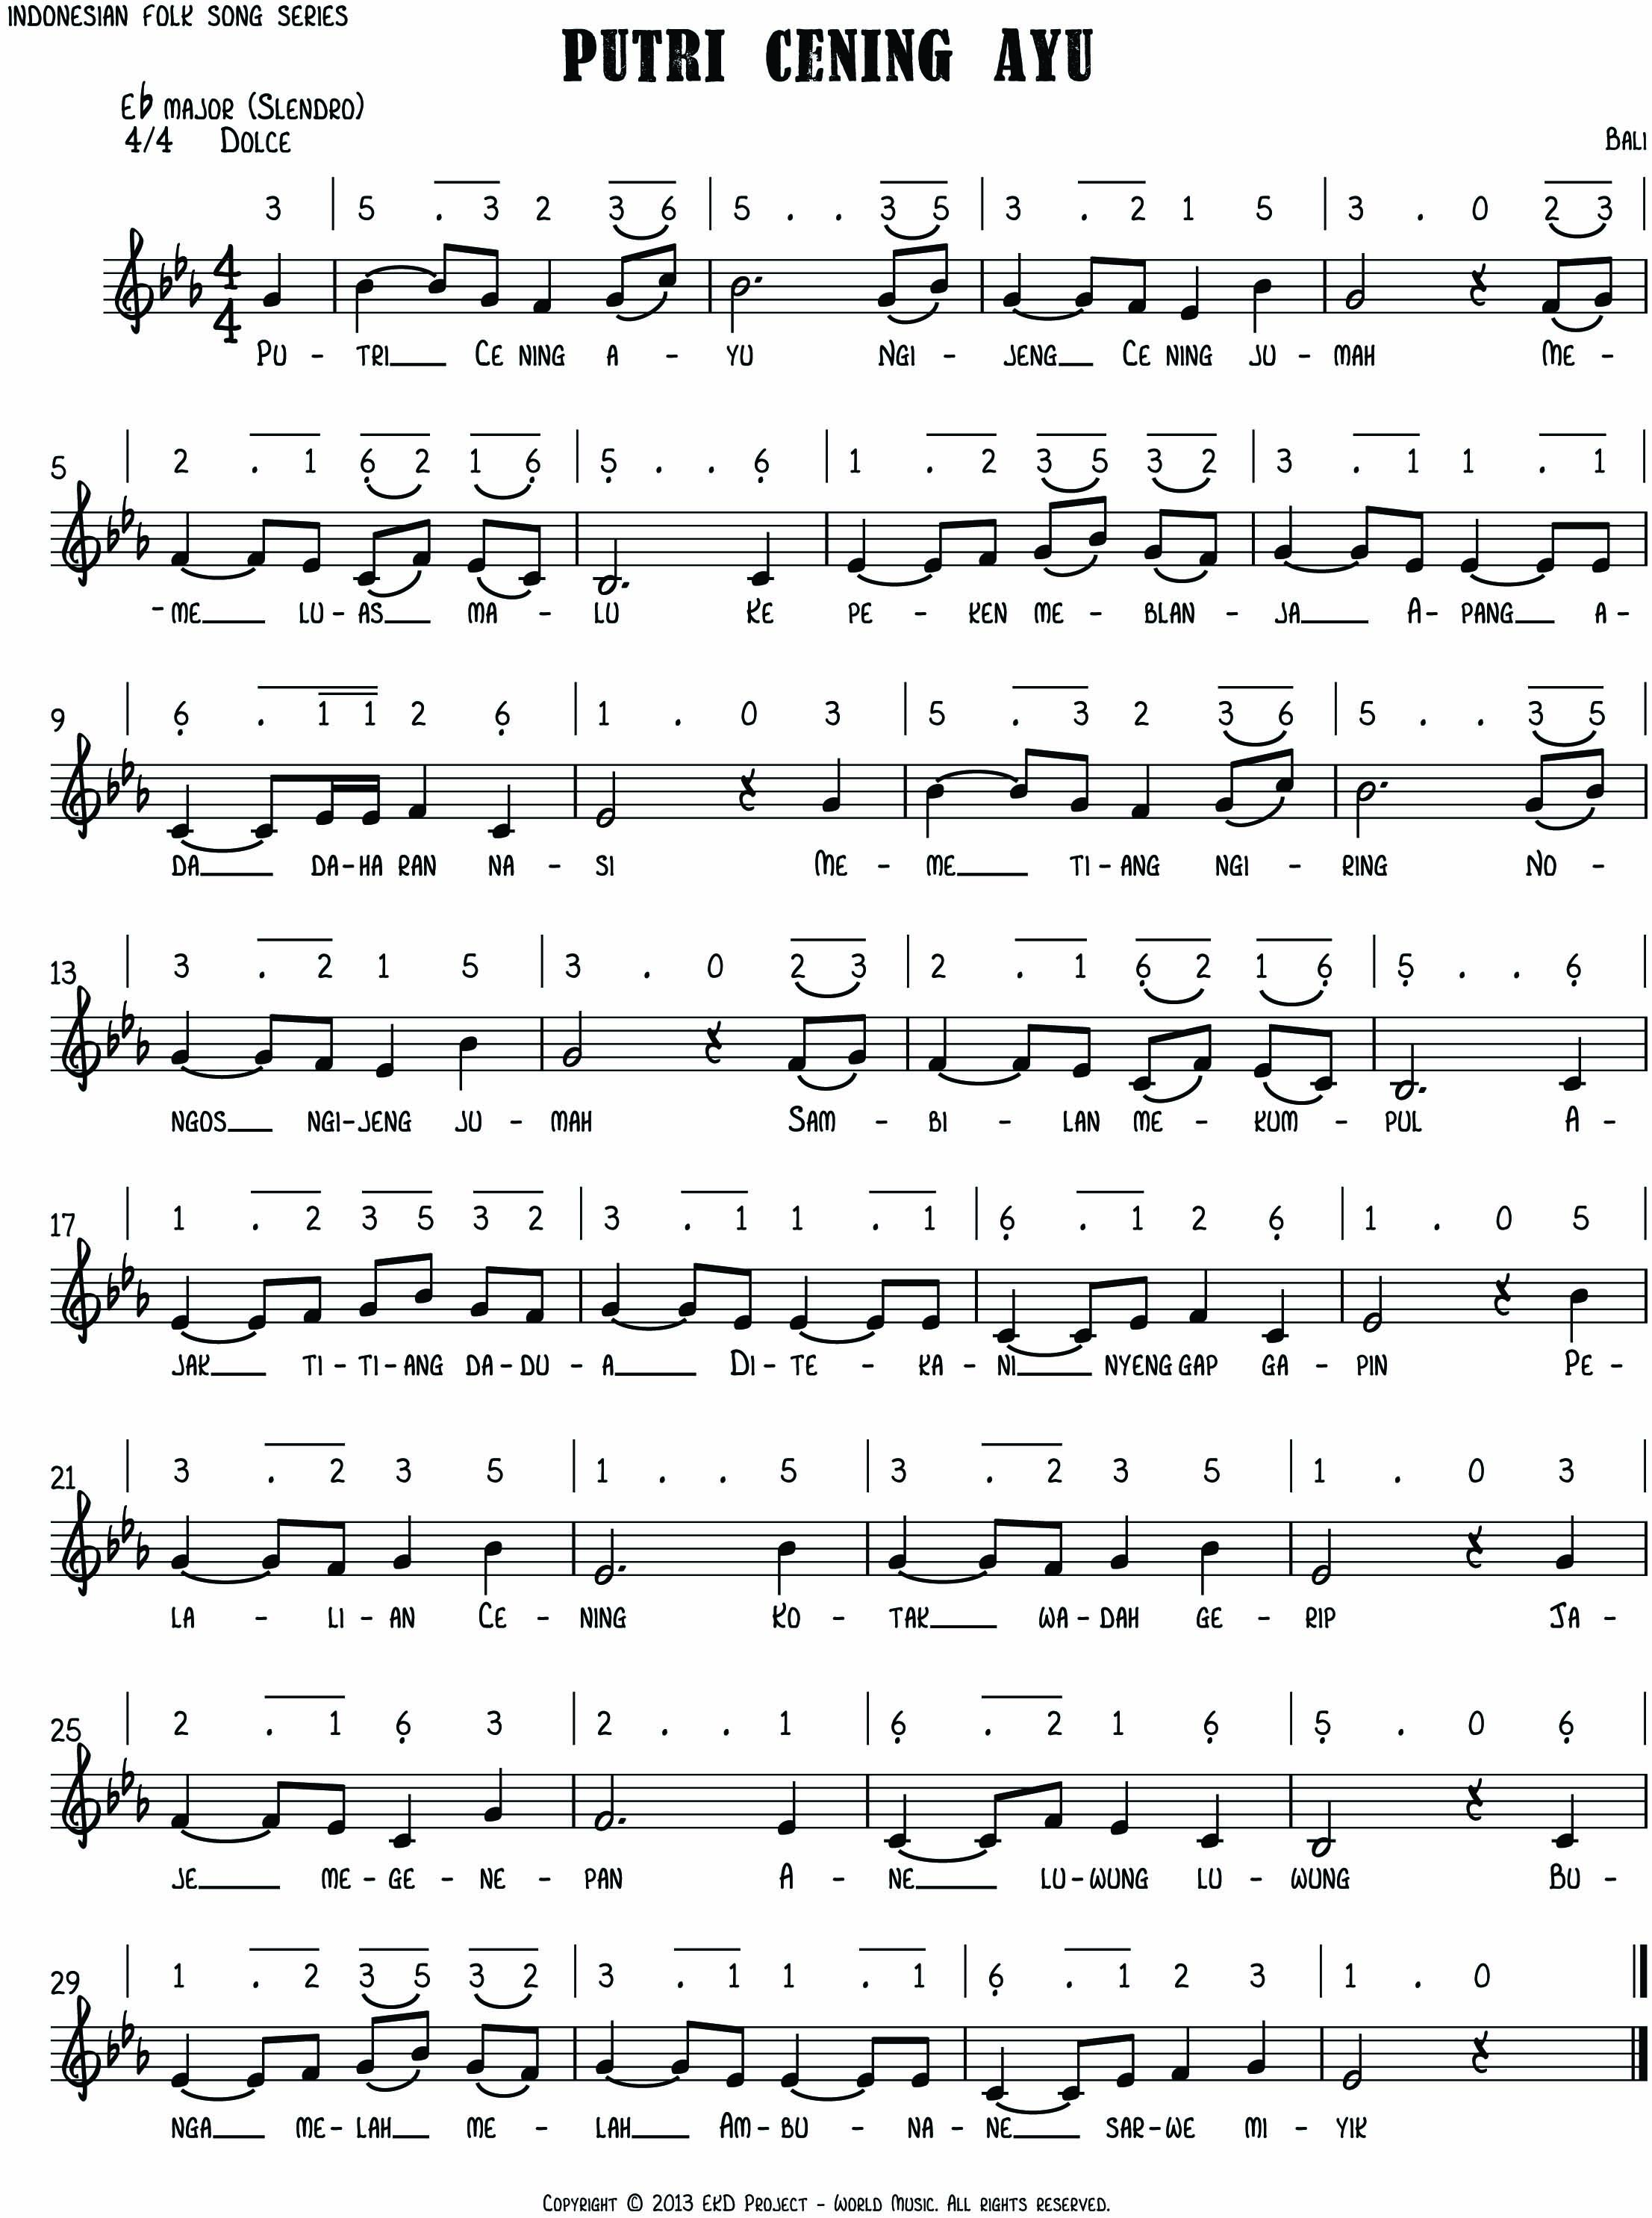 INDONESIAN FOLK SONG SERIES
PUTRI CENING AYU
E♭ MAJOR (SLENDRO)
4/4 DOLCE
BALI
3 | 5 . 3 2 3 6 | 5 . . 3 5 | 3 . 2 1 5 | 3 . 0 2 3 |
4
4
PU - TRI CE NING A - YU NGI - JENG CE NING JU - MAH ME -
5 | 2 . 1 6̣ 2 1 6̣ | 5̣ . . 6̣ | 1 . 2 3 5 3 2 | 3 . 1 1 . 1 |
- ME LU - AS MA - LU KE PE - KEN ME - BLAN - JA A - PANG A -
9 | 6̣ . 1 1 2 6̣ | 1 . 0 3 | 5 . 3 2 3 6 | 5 . . 3 5 |
DA DA - HA RAN NA - SI ME - ME TI - ANG NGI - RING NO -
13 | 3 . 2 1 5 | 3 . 0 2 3 | 2 . 1 6̣ 2 1 6̣ | 5̣ . . 6̣ |
NGOS NGI - JENG JU - MAH SAM - BI - LAN ME - KUM - PUL A -
17 | 1 . 2 3 5 3 2 | 3 . 1 1 . 1 | 6̣ . 1 2 6̣ | 1 . 0 5 |
JAK TI - TI - ANG DA - DU - A DI - TE - KA - NI NYENG GAP GA - PIN PE -
21 | 3 . 2 3 5 | 1 . . 5 | 3 . 2 3 5 | 1 . 0 3 |
LA - LI - AN CE - NING KO - TAK WA - DAH GE - RIP JA -
25 | 2 . 1 6̣ 3 | 2 . . 1 | 6̣ . 2 1 6̣ | 5̣ . 0 6̣ |
JE ME - GE - NE - PAN A - NE LU - WUNG LU - WUNG BU -
29 | 1 . 2 3 5 3 2 | 3 . 1 1 . 1 | 6̣ . 1 2 3 | 1 . 0 |
NGA ME - LAH ME - LAH AM - BU - NA - NE SAR - WE MI - YIK
COPYRIGHT © 2013 EKD PROJECT - WORLD MUSIC. ALL RIGHTS RESERVED.